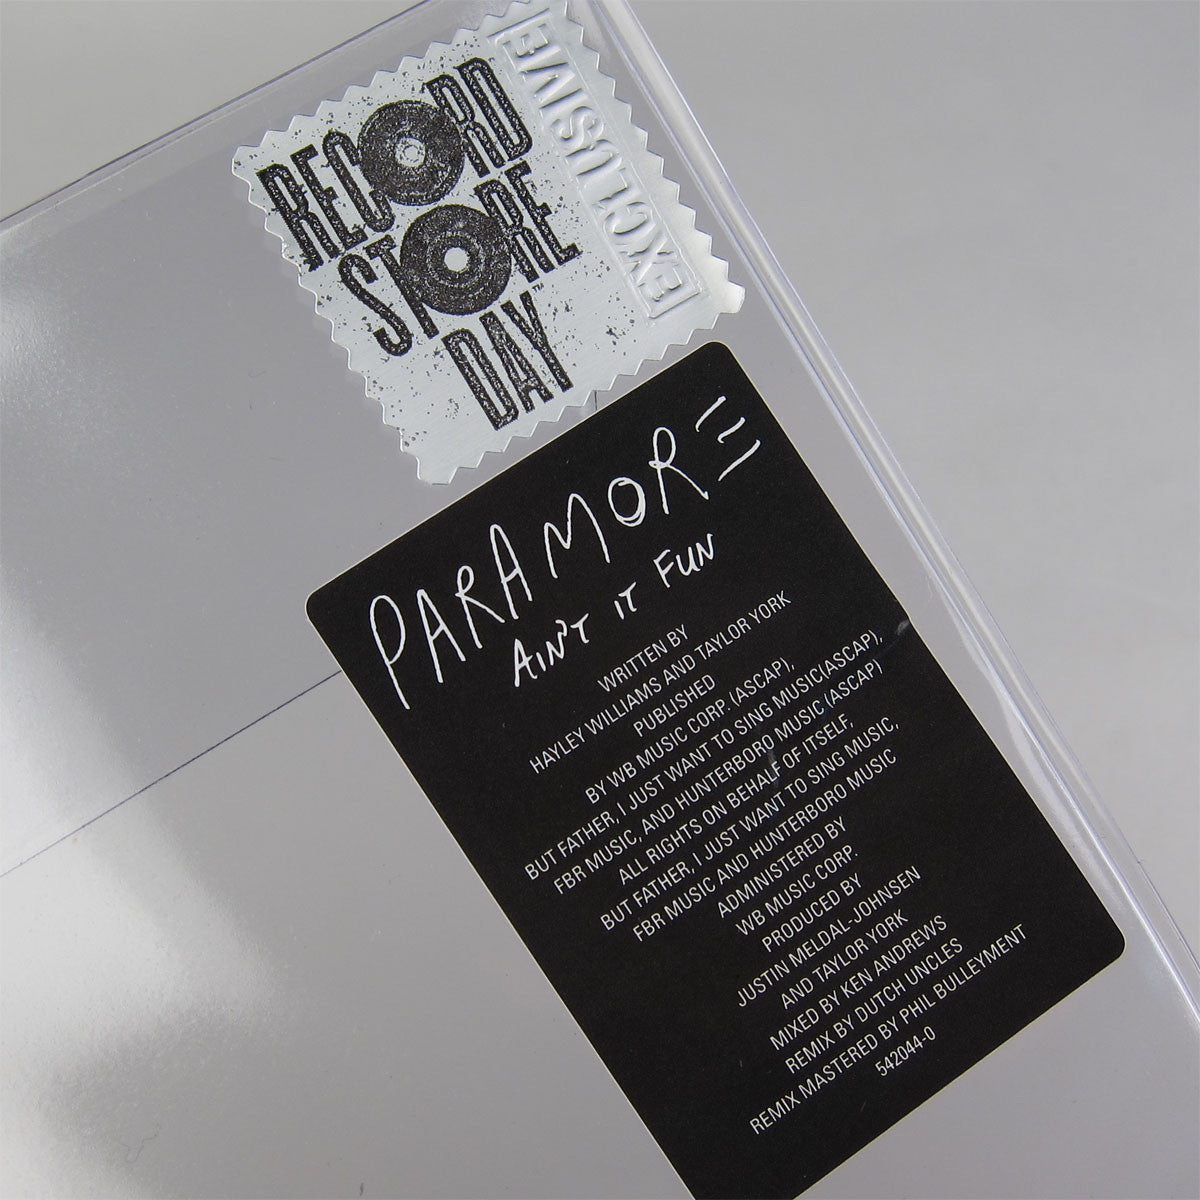 RECORD
STORE
DAY
EXCLUSIVE
PARAMORE
AIN'T IT FUN
WRITTEN BY
HAYLEY WILLIAMS AND TAYLOR YORK
PUBLISHED
BY WB MUSIC CORP. (ASCAP),
BUT FATHER, I JUST WANT TO SING MUSIC(ASCAP),
FBR MUSIC, AND HUNTERBORO MUSIC (ASCAP)
ALL RIGHTS ON BEHALF OF ITSELF,
BUT FATHER, I JUST WANT TO SING MUSIC,
FBR MUSIC AND HUNTERBORO MUSIC
ADMINISTERED BY
WB MUSIC CORP.
PRODUCED BY
JUSTIN MELDAL-JOHNSEN
AND TAYLOR YORK
MIXED BY KEN ANDREWS
REMIX BY DUTCH UNCLES
REMIX MASTERED BY PHIL BULLEYMENT
542044-0